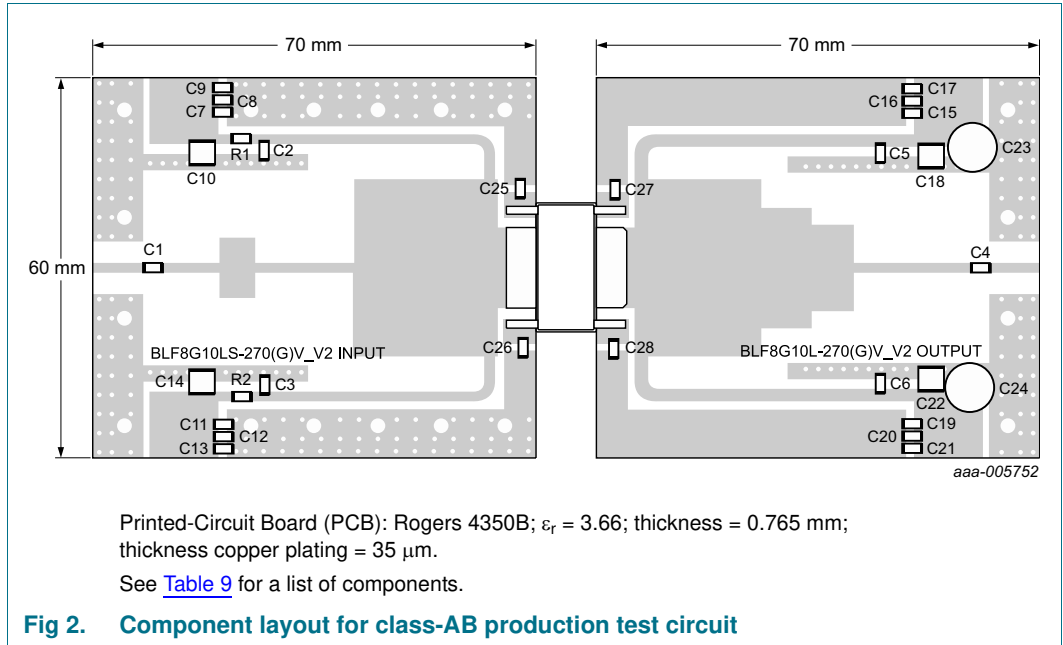 70 mm
70 mm
C9
C8
C7
C17
C16
C15
R1
C2
C10
C5
C18
C23
C25
C27
C1
C4
60 mm
C26
C28
BLF8G10LS-270(G)V_V2 INPUT
BLF8G10L-270(G)V_V2 OUTPUT
C14
R2
C3
C6
C22
C24
C11
C12
C13
C19
C20
C21
aaa-005752
Printed-Circuit Board (PCB): Rogers 4350B; εr = 3.66; thickness = 0.765 mm;
thickness copper plating = 35 μm.
See Table 9 for a list of components.
Fig 2. Component layout for class-AB production test circuit